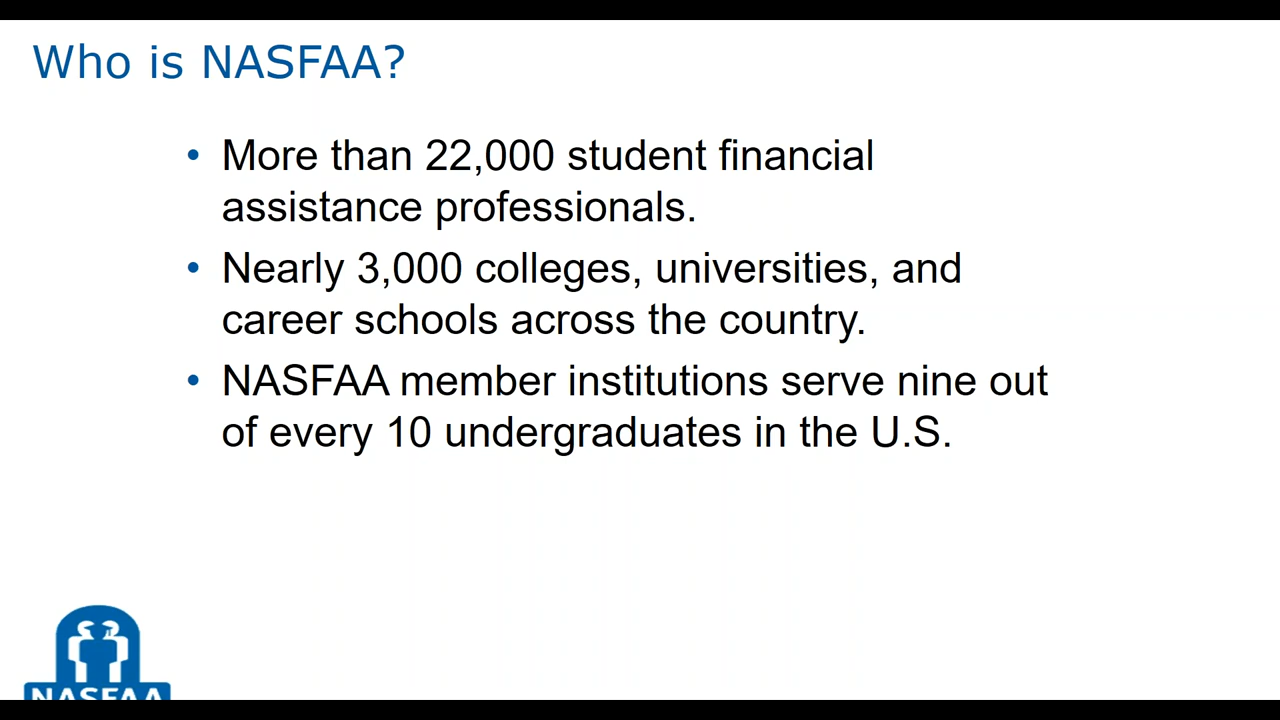 Who is NASFAA?
• More than 22,000 student financial
assistance professionals.
• Nearly 3,000 colleges, universities, and
career schools across the country.
• NASFAA member institutions serve nine out
of every 10 undergraduates in the U.S.
NASFAA